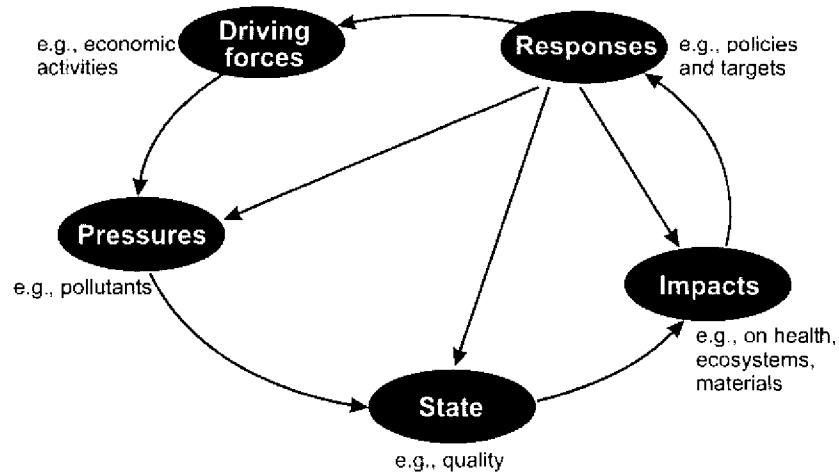 Driving
forces
e.g., economic
activities
Responses
e.g., policies
and targets
Pressures
e.g., pollutants
Impacts
e.g., on health,
ecosystems,
materials
State
e.g., quality